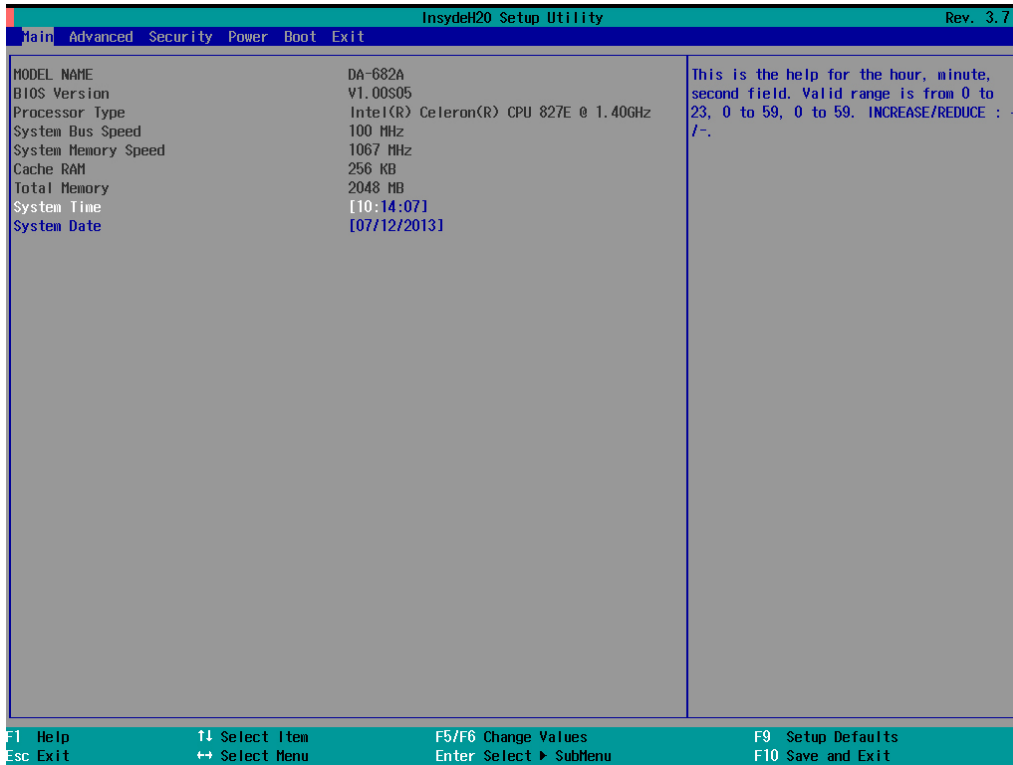 InsydeH20 Setup Utility Rev. 3.7
Main Advanced Security Power Boot Exit
MODEL NAME DA-682A
BIOS Version V1.00S05
Processor Type Intel(R) Celeron(R) CPU 827E @ 1.40GHz
System Bus Speed 100 MHz
System Memory Speed 1067 MHz
Cache RAM 256 KB
Total Memory 2048 MB
System Time [10:14:07]
System Date [07/12/2013]
This is the help for the hour, minute,
second field. Valid range is from 0 to
23, 0 to 59, 0 to 59. INCREASE/REDUCE :
/-.
F1 Help ↑↓ Select Item F5/F6 Change Values F9 Setup Defaults
Esc Exit ↔ Select Menu Enter Select ▶ SubMenu F10 Save and Exit